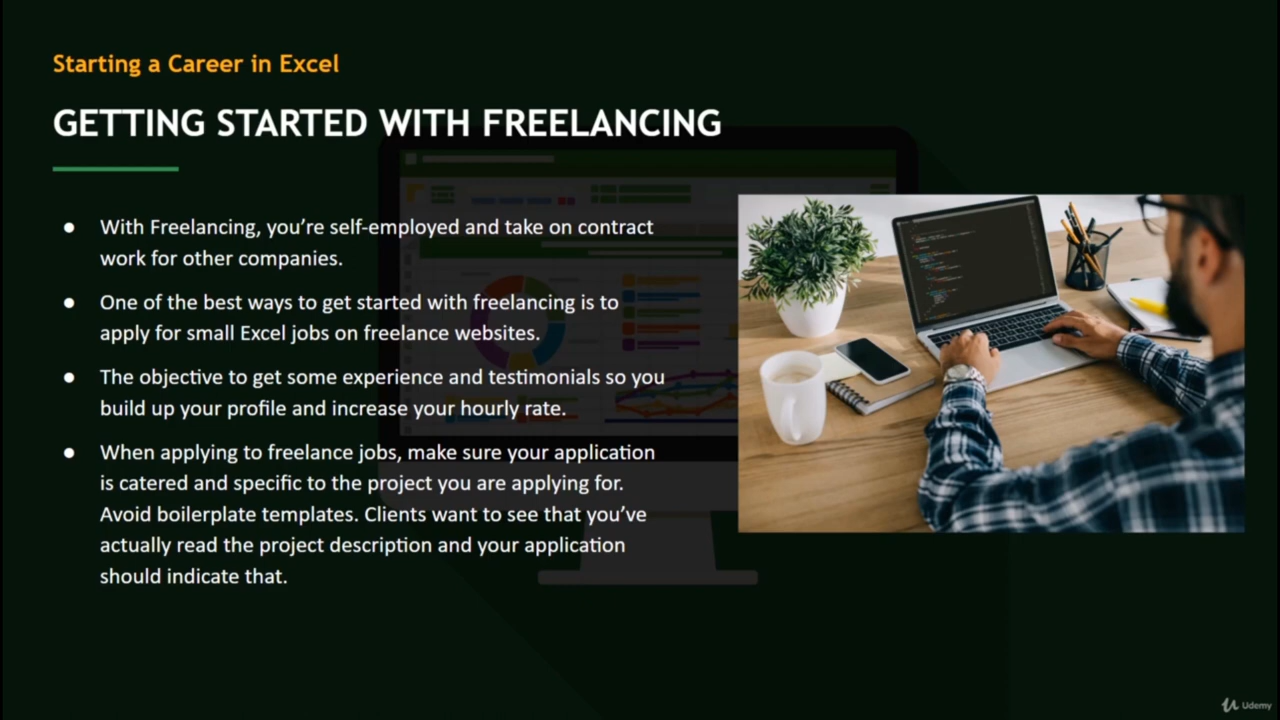 Starting a Career in Excel
GETTING STARTED WITH FREELANCING
● With Freelancing, you’re self-employed and take on contract
work for other companies.
● One of the best ways to get started with freelancing is to
apply for small Excel jobs on freelance websites.
● The objective to get some experience and testimonials so you
build up your profile and increase your hourly rate.
● When applying to freelance jobs, make sure your application
is catered and specific to the project you are applying for.
Avoid boilerplate templates. Clients want to see that you’ve
actually read the project description and your application
should indicate that.
Udemy